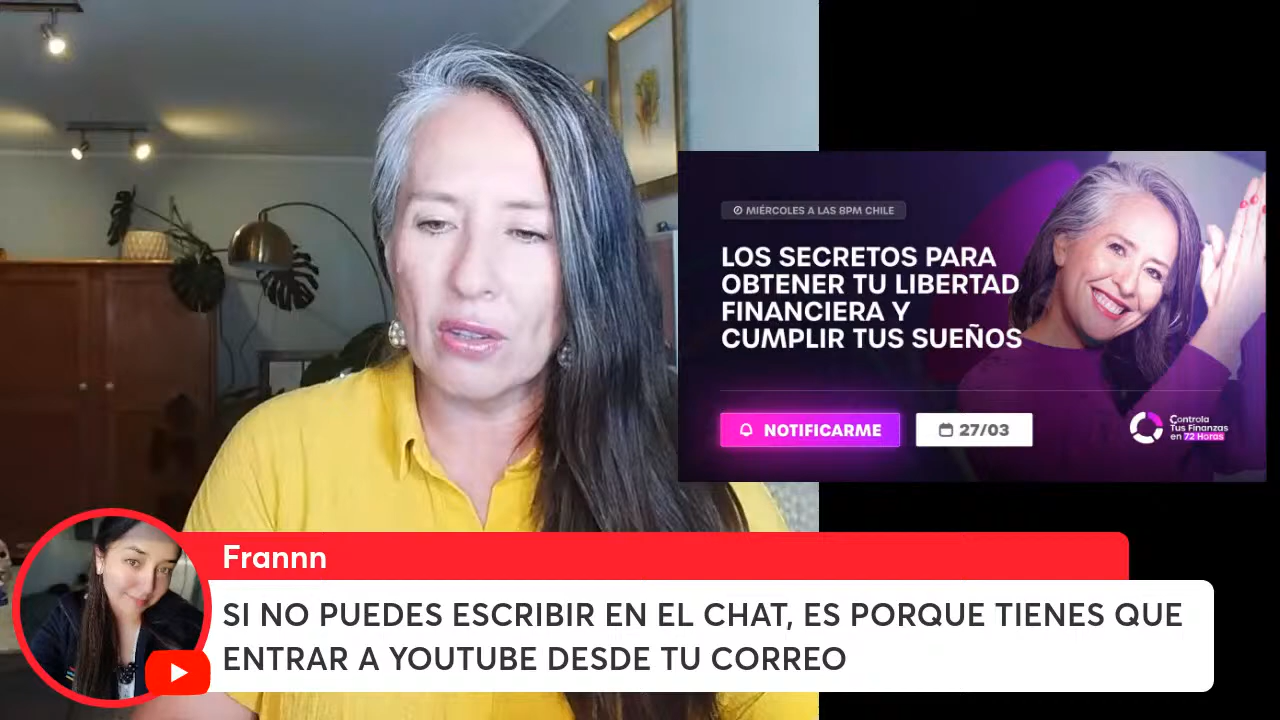 MIÉRCOLES A LAS 8PM CHILE
LOS SECRETOS PARA
OBTENER TU LIBERTAD
FINANCIERA Y
CUMPLIR TUS SUEÑOS
NOTIFICARME
27/03
Controla
Tus Finanzas
en 72 Horas
Frannn
SI NO PUEDES ESCRIBIR EN EL CHAT, ES PORQUE TIENES QUE
ENTRAR A YOUTUBE DESDE TU CORREO